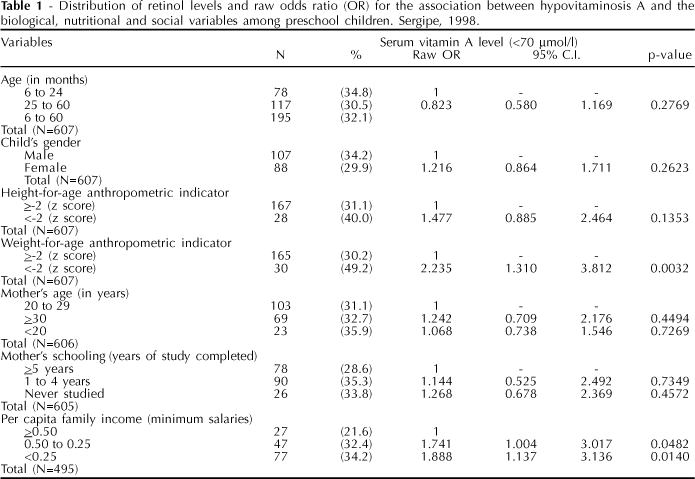 Table 1 - Distribution of retinol levels and raw odds ratio (OR) for the association between hypovitaminosis A and the
biological, nutritional and social variables among preschool children. Sergipe, 1998.
Variables Serum vitamin A level (<70 µmol/l)
N % Raw OR 95% C.I. p-value
Age (in months)
6 to 24 78 (34.8) 1 - -
25 to 60 117 (30.5) 0.823 0.580 1.169 0.2769
6 to 60 195 (32.1)
Total (N=607)
Child's gender
Male 107 (34.2) 1 - -
Female 88 (29.9) 1.216 0.864 1.711 0.2623
Total (N=607)
Height-for-age anthropometric indicator
≥-2 (z score) 167 (31.1) 1 - -
<-2 (z score) 28 (40.0) 1.477 0.885 2.464 0.1353
Total (N=607)
Weight-for-age anthropometric indicator
≥-2 (z score) 165 (30.2) 1 - -
<-2 (z score) 30 (49.2) 2.235 1.310 3.812 0.0032
Total (N=607)
Mother's age (in years)
20 to 29 103 (31.1) 1 - -
≥30 69 (32.7) 1.242 0.709 2.176 0.4494
<20 23 (35.9) 1.068 0.738 1.546 0.7269
Total (N=606)
Mother's schooling (years of study completed)
≥5 years 78 (28.6) 1 - -
1 to 4 years 90 (35.3) 1.144 0.525 2.492 0.7349
Never studied 26 (33.8) 1.268 0.678 2.369 0.4572
Total (N=605)
Per capita family income (minimum salaries)
≥0.50 27 (21.6) 1
0.50 to 0.25 47 (32.4) 1.741 1.004 3.017 0.0482
<0.25 77 (34.2) 1.888 1.137 3.136 0.0140
Total (N=495)